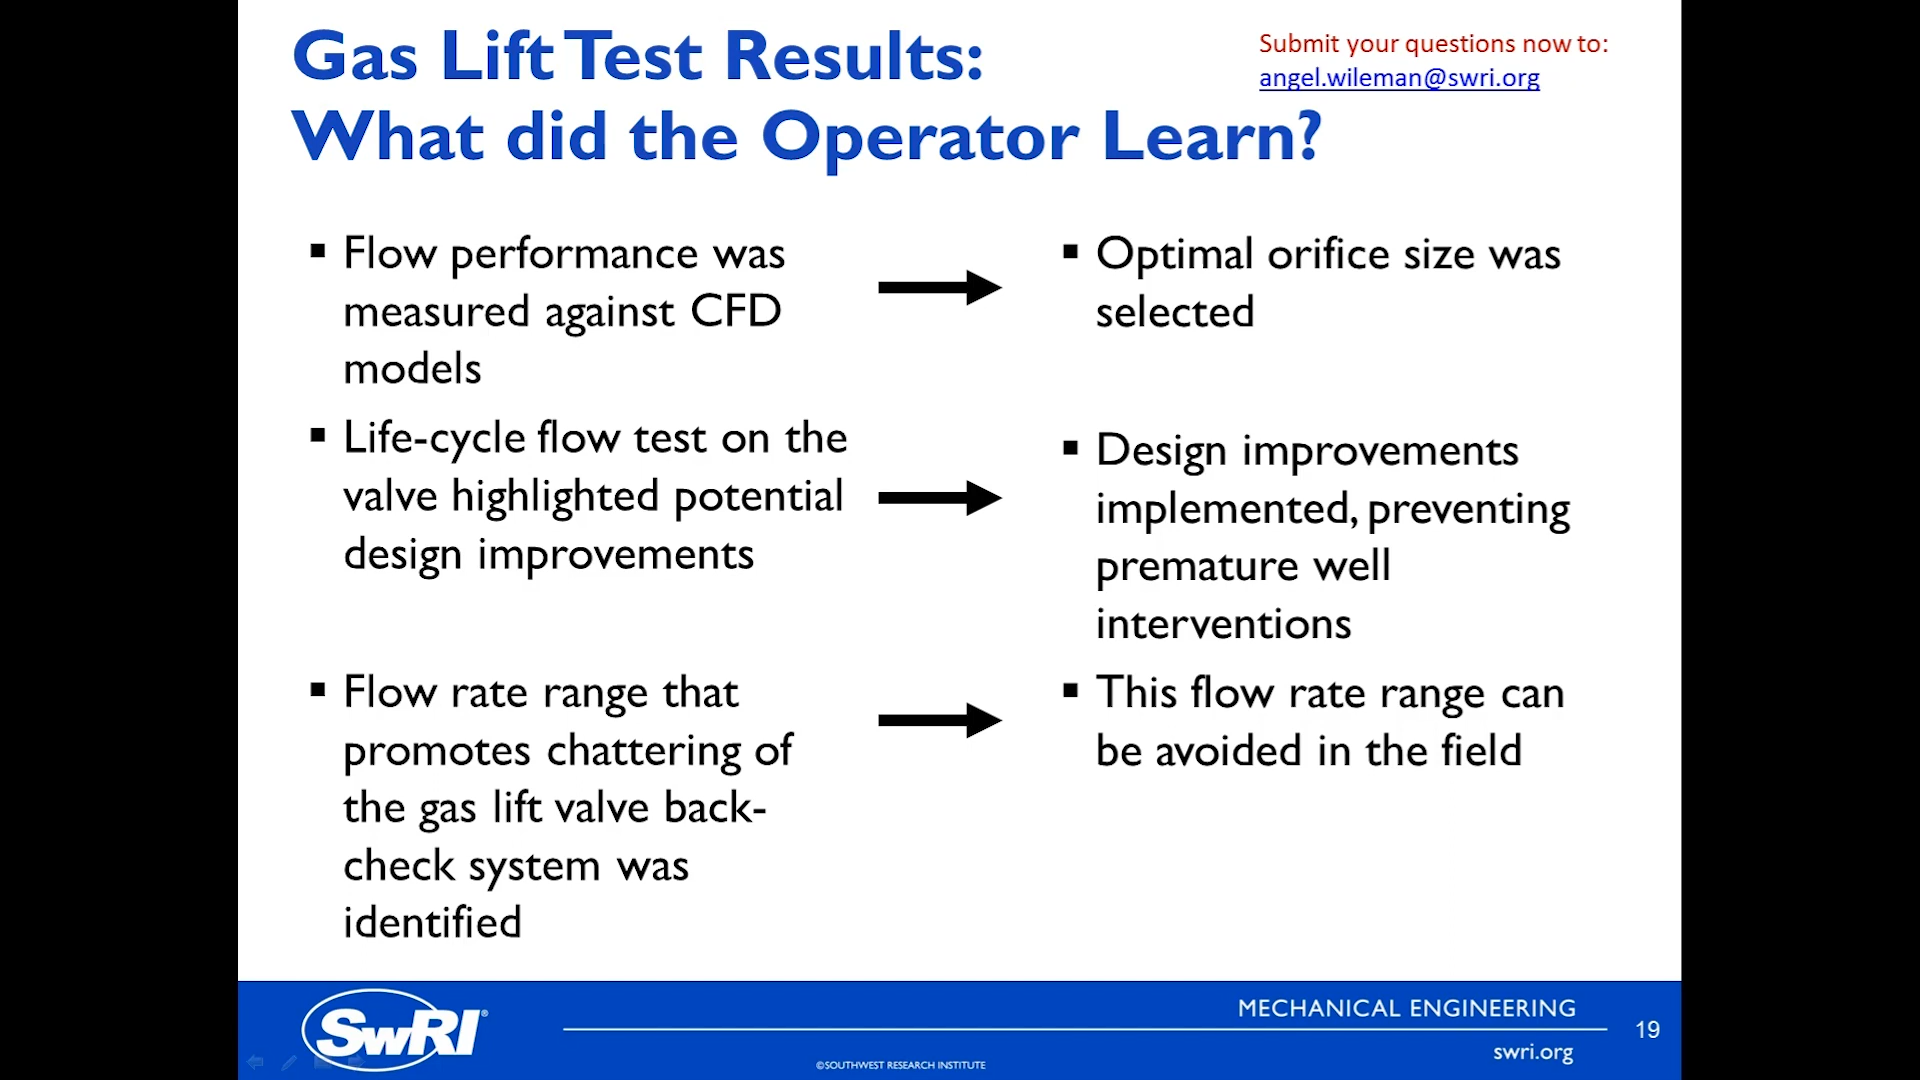 Gas Lift Test Results:
What did the Operator Learn?
Submit your questions now to:
angel.wileman@swri.org
▪ Flow performance was
measured against CFD
models
▪ Optimal orifice size was
selected
▪ Life-cycle flow test on the
valve highlighted potential
design improvements
▪ Design improvements
implemented, preventing
premature well
interventions
▪ Flow rate range that
promotes chattering of
the gas lift valve back-
check system was
identified
▪ This flow rate range can
be avoided in the field
SwRI®
©SOUTHWEST RESEARCH INSTITUTE
MECHANICAL ENGINEERING
swri.org
19